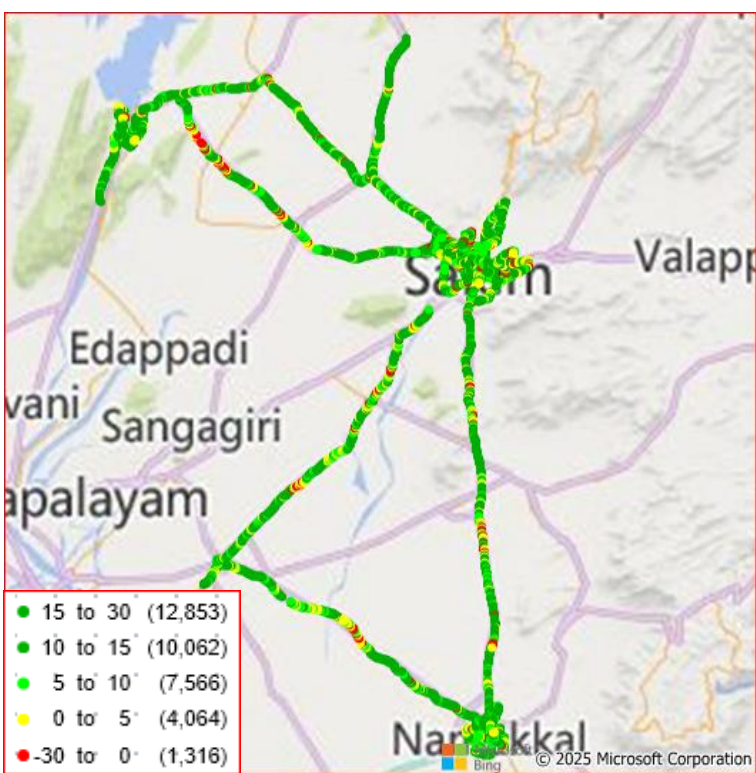 Valapp
Salem
Edappadi
vani
Sangagiri
apalayam
15 to 30 (12,853)
10 to 15 (10,062)
5 to 10 (7,566)
0 to 5 (4,064)
-30 to 0 (1,316)
Namakkal
Bing
© 2025 Microsoft Corporation